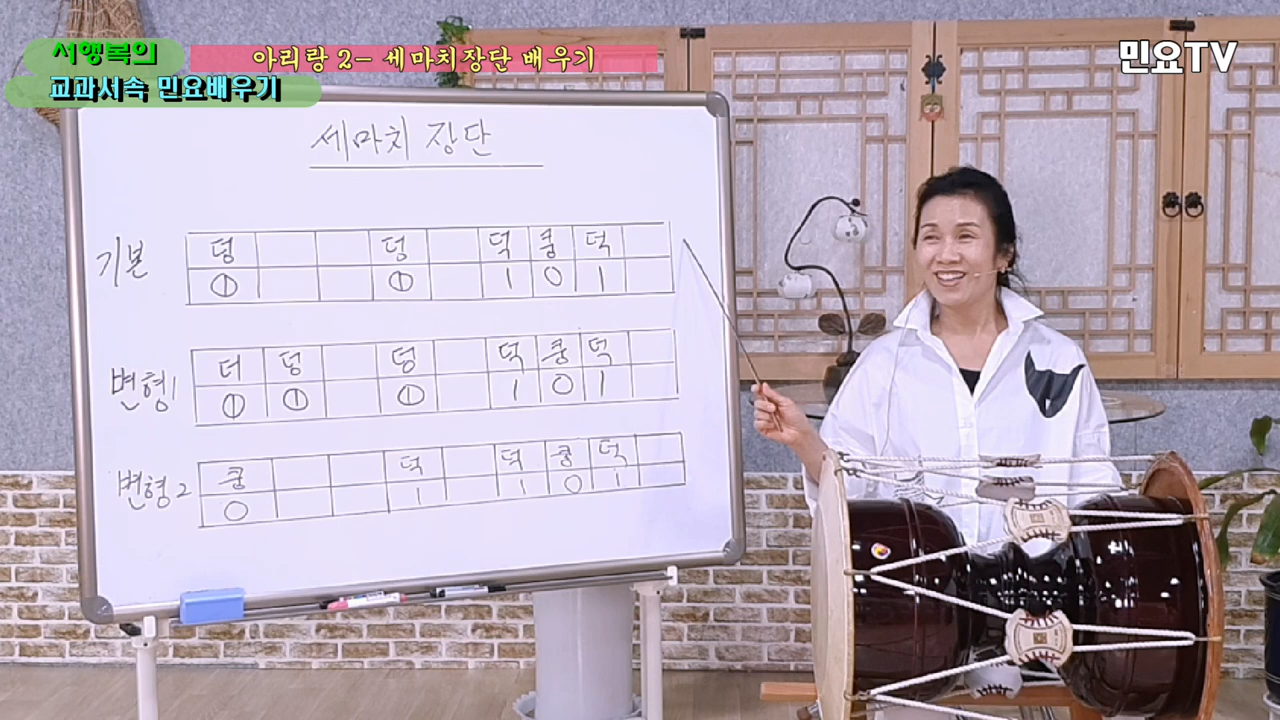 서행복의
교과서속 민요배우기
아리랑 2- 세마치장단 배우기
민요TV
세마치 장단
기본 덩 덩 덕 쿵 덕
변형1 더 덩 덩 덕 쿵 덕
변형2 쿵 덕 덕 쿵 덕